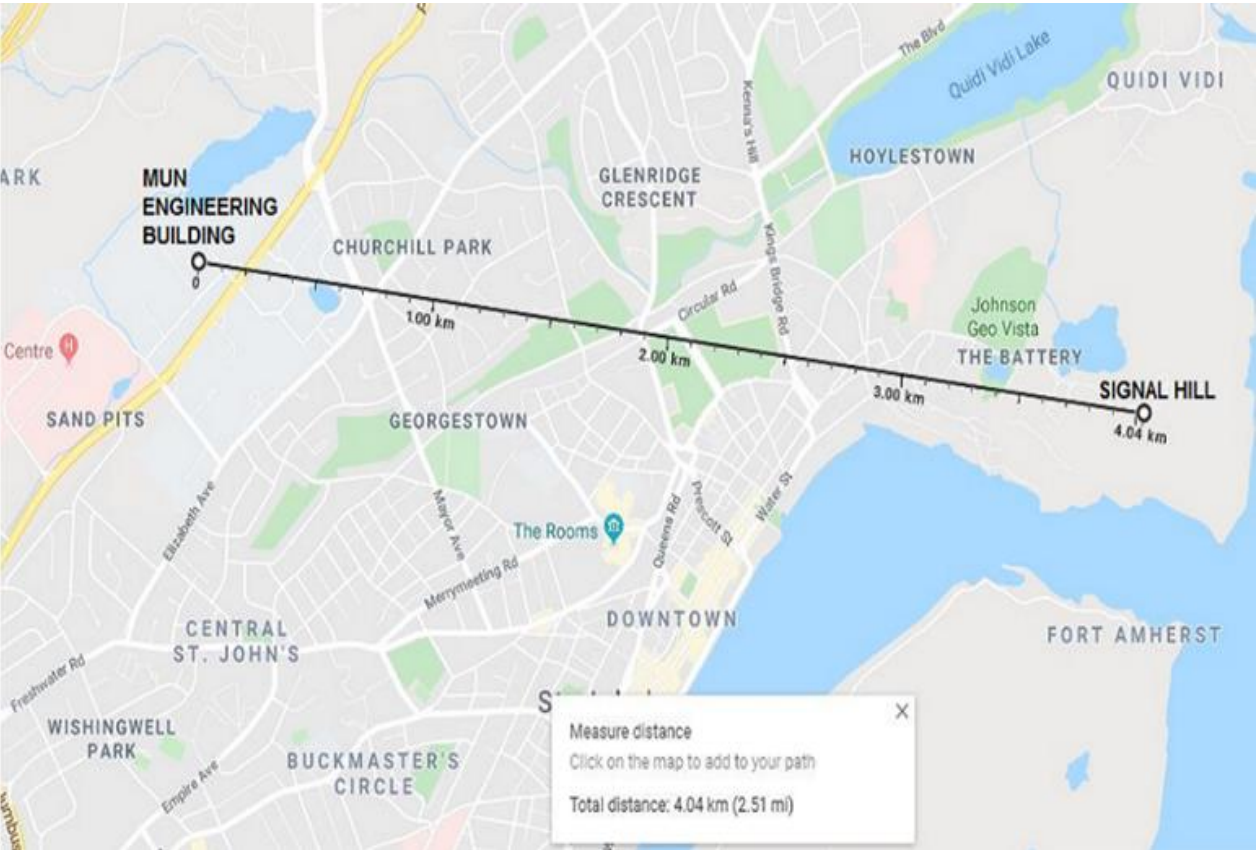 The Blvd
Quidi Vidi Lake
QUIDI VIDI
Kenna's Hill
HOYLESTOWN
ARK
MUN
ENGINEERING
BUILDING
GLENRIDGE
CRESCENT
CHURCHILL PARK
Kings Bridge Rd
0
Circular Rd
1.00 km
Johnson
Geo Vista
2.00 km
THE BATTERY
Centre
H
3.00 km
SIGNAL HILL
4.04 km
SAND PITS
GEORGESTOWN
Elizabeth Ave
Mayor Ave
Prescott St
Water St
The Rooms
Queens Rd
Merrymeeting Rd
DOWNTOWN
CENTRAL
ST. JOHN'S
FORT AMHERST
Freshwater Rd
WISHINGWELL
PARK
BUCKMASTER'S
CIRCLE
Empire Ave
Measure distance
Click on the map to add to your path
Total distance: 4.04 km (2.51 mi)